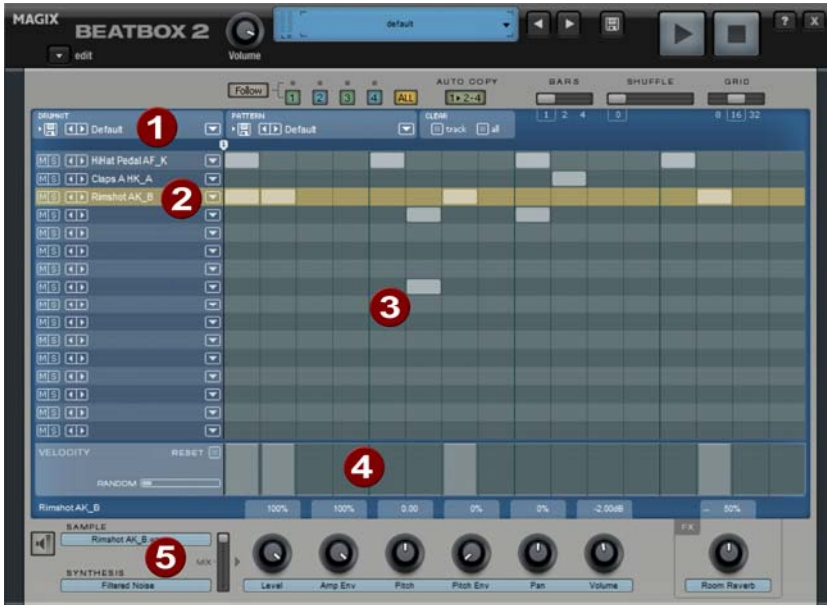 MAGIX
BEATBOX 2
edit
Volume
default
? X
Follow
1 2 3 4 ALL
AUTO COPY
1▸2-4
BARS
1 2 4
SHUFFLE
0
GRID
8 16 32
DRUMKIT
Default
1
PATTERN
Default
CLEAR
track all
1
M S HiHat Pedal AF_K
M S Claps A HK_A
M S Rimshot AK_B
2
M S
M S
M S
M S
M S
3
M S
M S
M S
M S
M S
M S
M S
M S
VELOCITY RESET
4
RANDOM
Rimshot AK_B 100% 100% 0.00 0% 0% -2.00dB 50%
SAMPLE
Rimshot AK_B
5
MIX
SYNTHESIS
Filtered Noise
Level Amp Env Pitch Pitch Env Pan Volume
FX
Room Reverb